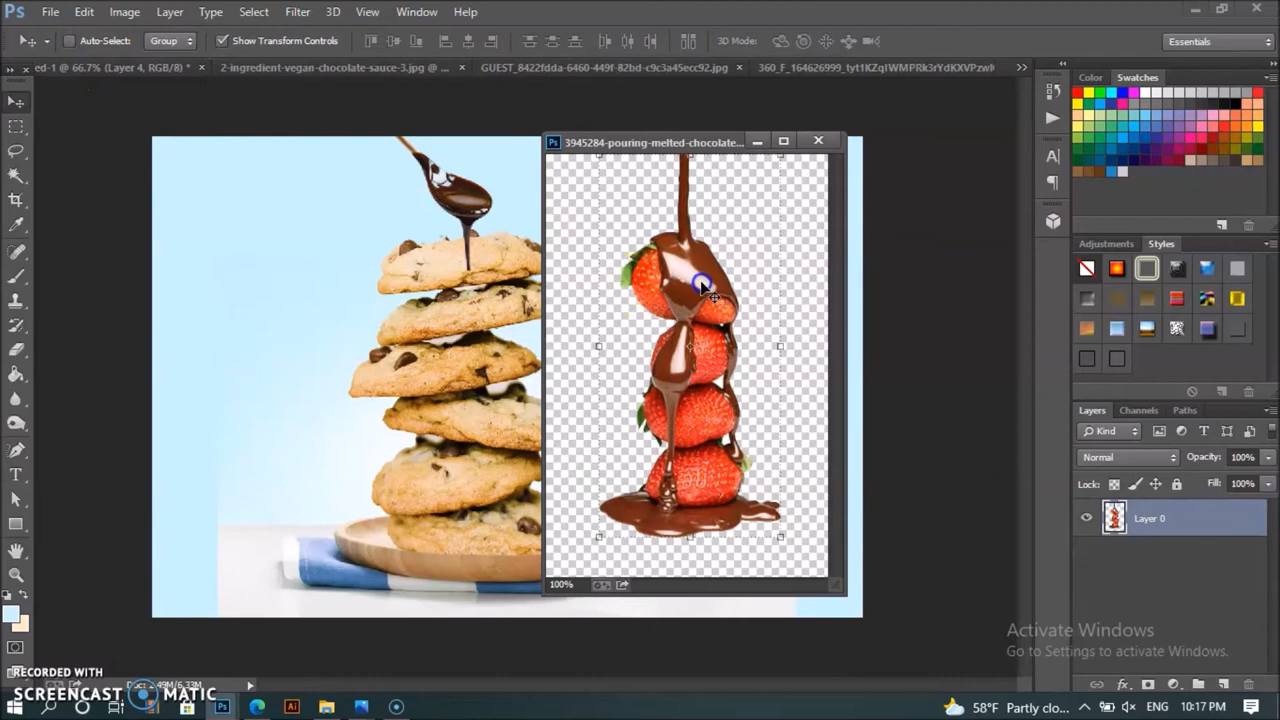 Ps File Edit Image Layer Type Select Filter 3D View Window Help
Auto-Select: Group Show Transform Controls 3D Mode: Essentials
ed-1 @ 66.7% (Layer 4, RGB/8) * × 2-ingredient-vegan-chocolate-sauce-3.jpg @ ... × GUEST_8422fdda-6460-449f-82bd-c9c3a45ecc92.jpg × »
Color Swatches
Ps 3945284-pouring-melted-chocolate...
Adjustments Styles
Layers Channels Paths
Kind
Normal Opacity: 100%
Lock: Fill: 100%
Layer 0
100%
Activate Windows
Go to Settings to activate Windows.
RECORDED WITH
SCREENCAST MATIC
58°F Partly clo... ENG 10:17 PM